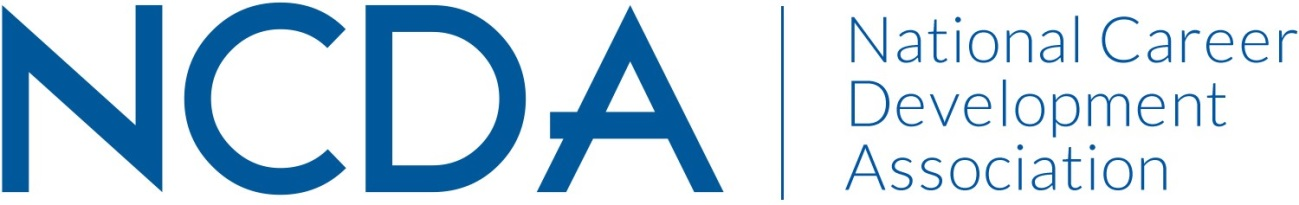 NCDA
National Career
Development
Association